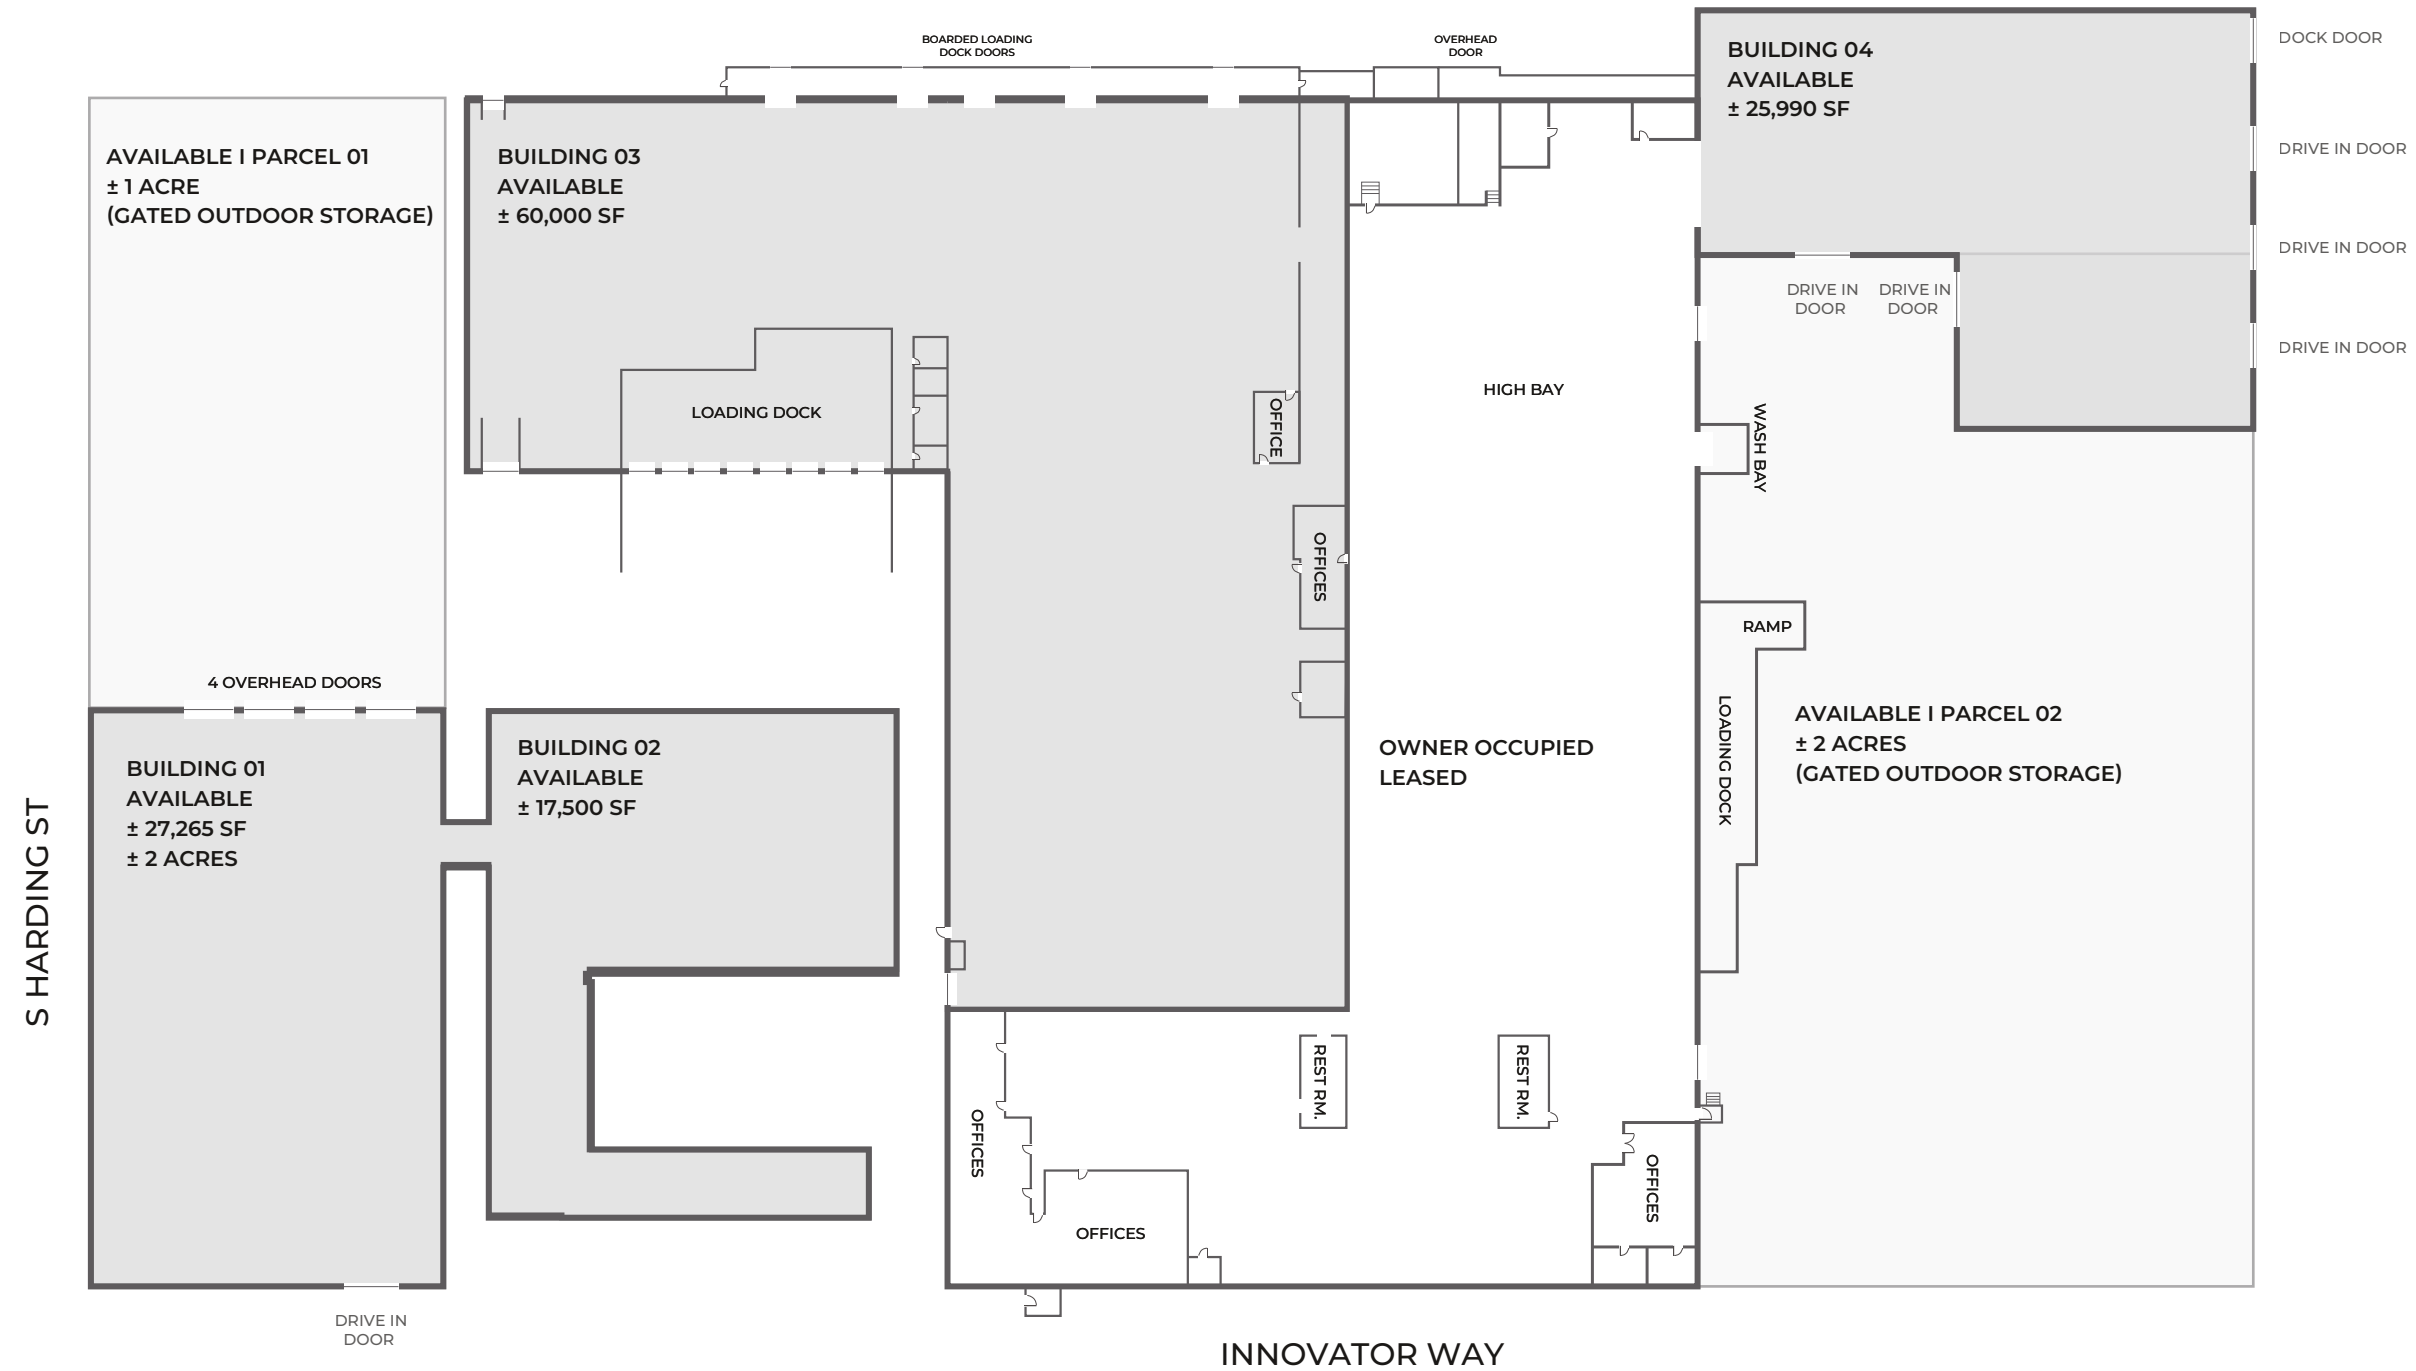 BOARDED LOADING
DOCK DOORS
OVERHEAD
DOOR
BUILDING 04
AVAILABLE
± 25,990 SF
DOCK DOOR
DRIVE IN DOOR
DRIVE IN DOOR
DRIVE IN DOOR
DRIVE IN
DOOR
DRIVE IN
DOOR
AVAILABLE I PARCEL 01
± 1 ACRE
(GATED OUTDOOR STORAGE)
BUILDING 03
AVAILABLE
± 60,000 SF
LOADING DOCK
OFFICE
HIGH BAY
WASH BAY
OFFICES
RAMP
LOADING DOCK
4 OVERHEAD DOORS
BUILDING 01
AVAILABLE
± 27,265 SF
± 2 ACRES
BUILDING 02
AVAILABLE
± 17,500 SF
OWNER OCCUPIED
LEASED
AVAILABLE I PARCEL 02
± 2 ACRES
(GATED OUTDOOR STORAGE)
S HARDING ST
OFFICES
REST RM.
REST RM.
OFFICES
OFFICES
DRIVE IN
DOOR
INNOVATOR WAY